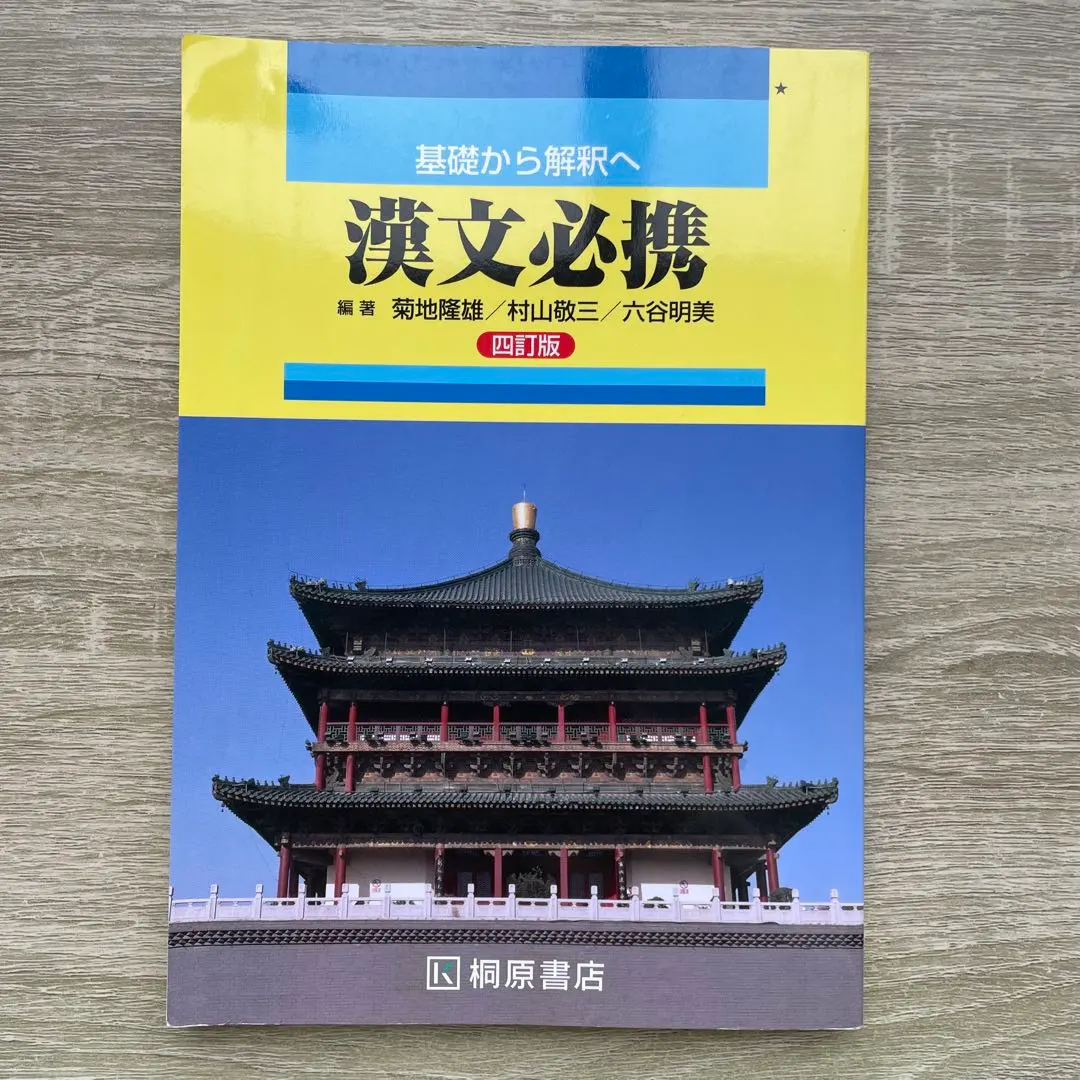 ★
基礎から解釈へ
漢文必携
編著 菊地隆雄／村山敬三／六谷明美
四訂版
桐原書店